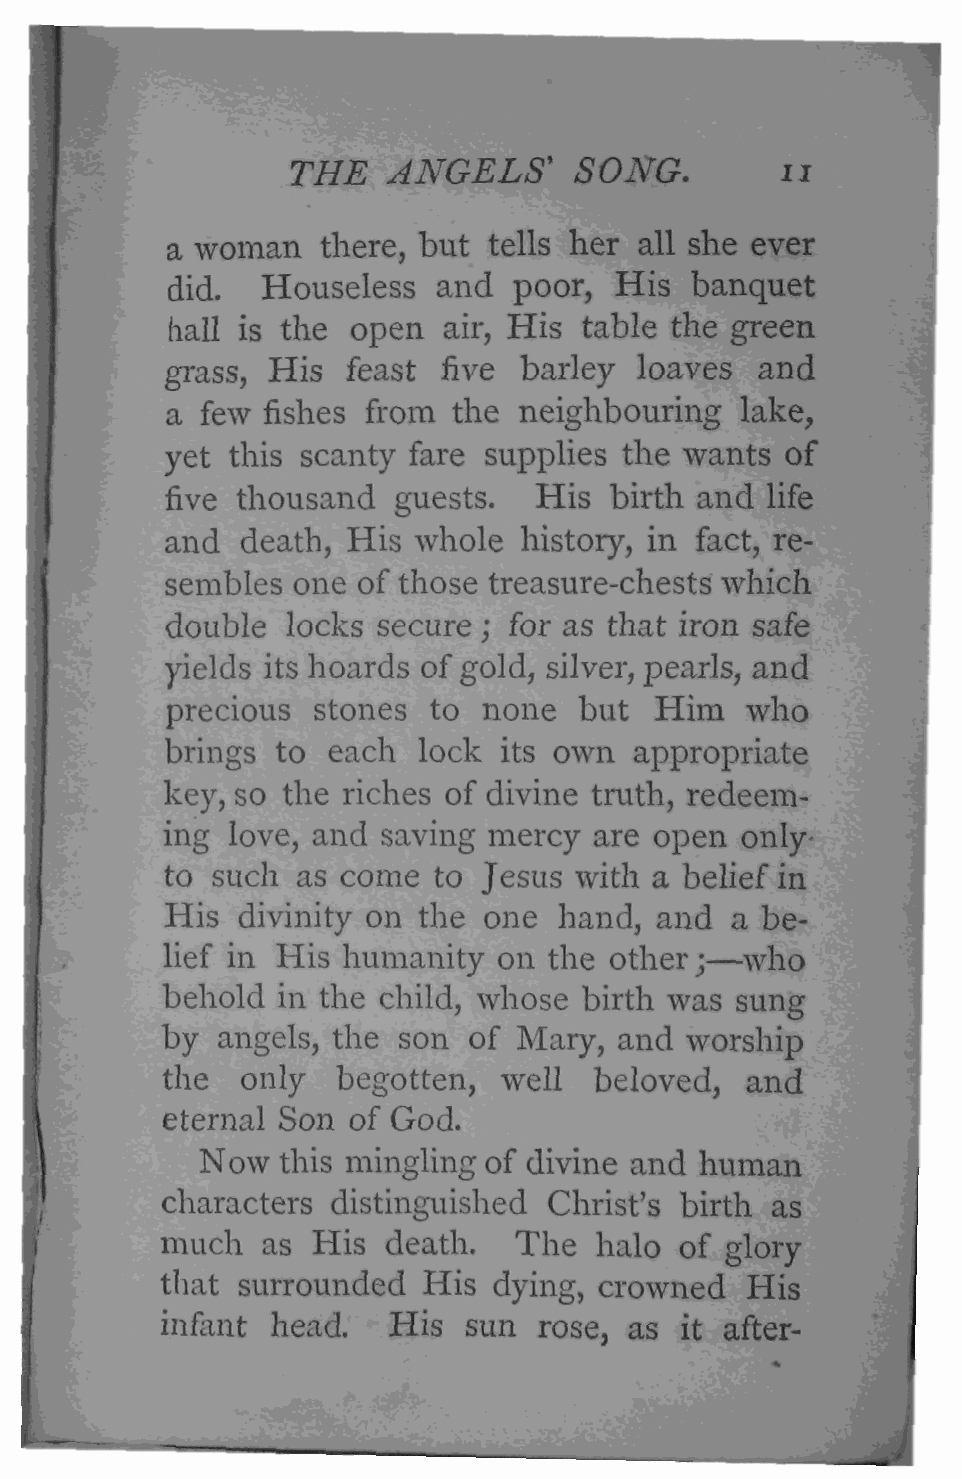 THE ANGELS' SONG. 11
a woman there, but tells her all she ever
did. Houseless and poor, His banquet
hall is the open air, His table the green
grass, His feast five barley loaves and
a few fishes from the neighbouring lake,
yet this scanty fare supplies the wants of
five thousand guests. His birth and life
and death, His whole history, in fact, re-
sembles one of those treasure-chests which
double locks secure; for as that iron safe
yields its hoards of gold, silver, pearls, and
precious stones to none but Him who
brings to each lock its own appropriate
key, so the riches of divine truth, redeem-
ing love, and saving mercy are open only
to such as come to Jesus with a belief in
His divinity on the one hand, and a be-
lief in His humanity on the other;—who
behold in the child, whose birth was sung
by angels, the son of Mary, and worship
the only begotten, well beloved, and
eternal Son of God.
Now this mingling of divine and human
characters distinguished Christ's birth as
much as His death. The halo of glory
that surrounded His dying, crowned His
infant head. His sun rose, as it after-